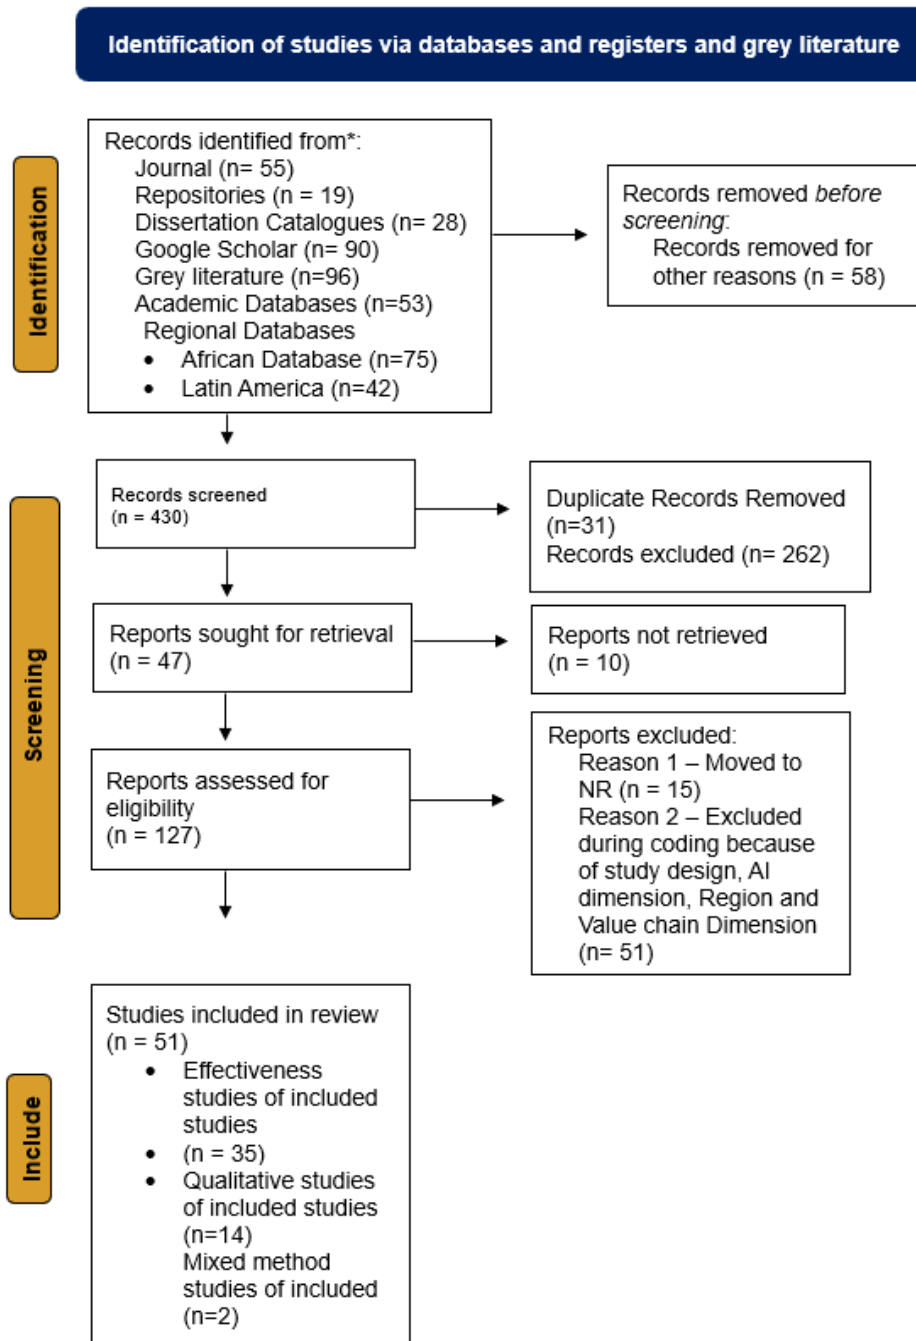 Identification of studies via databases and registers and grey literature
Identification
Records identified from*:
Journal (n= 55)
Repositories (n = 19)
Dissertation Catalogues (n= 28)
Google Scholar (n= 90)
Grey literature (n=96)
Academic Databases (n=53)
Regional Databases
• African Database (n=75)
• Latin America (n=42)
Records removed before
screening:
Records removed for
other reasons (n = 58)
Screening
Records screened
(n = 430)
Duplicate Records Removed
(n=31)
Records excluded (n= 262)
Reports sought for retrieval
(n = 47)
Reports not retrieved
(n = 10)
Reports assessed for
eligibility
(n = 127)
Reports excluded:
Reason 1 – Moved to
NR (n = 15)
Reason 2 – Excluded
during coding because
of study design, AI
dimension, Region and
Value chain Dimension
(n= 51)
Include
Studies included in review
(n = 51)
• Effectiveness
studies of included
studies
• (n = 35)
• Qualitative studies
of included studies
(n=14)
Mixed method
studies of included
(n=2)